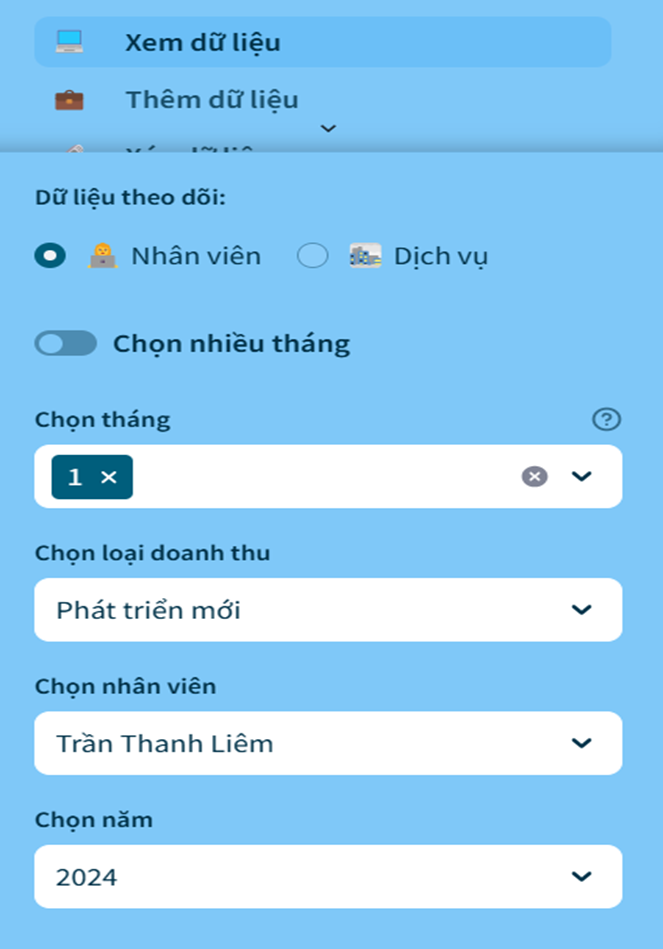 Xem dữ liệu
Thêm dữ liệu
Dữ liệu theo dõi:
Nhân viên Dịch vụ
Chọn nhiều tháng
Chọn tháng
1
Chọn loại doanh thu
Phát triển mới
Chọn nhân viên
Trần Thanh Liêm
Chọn năm
2024